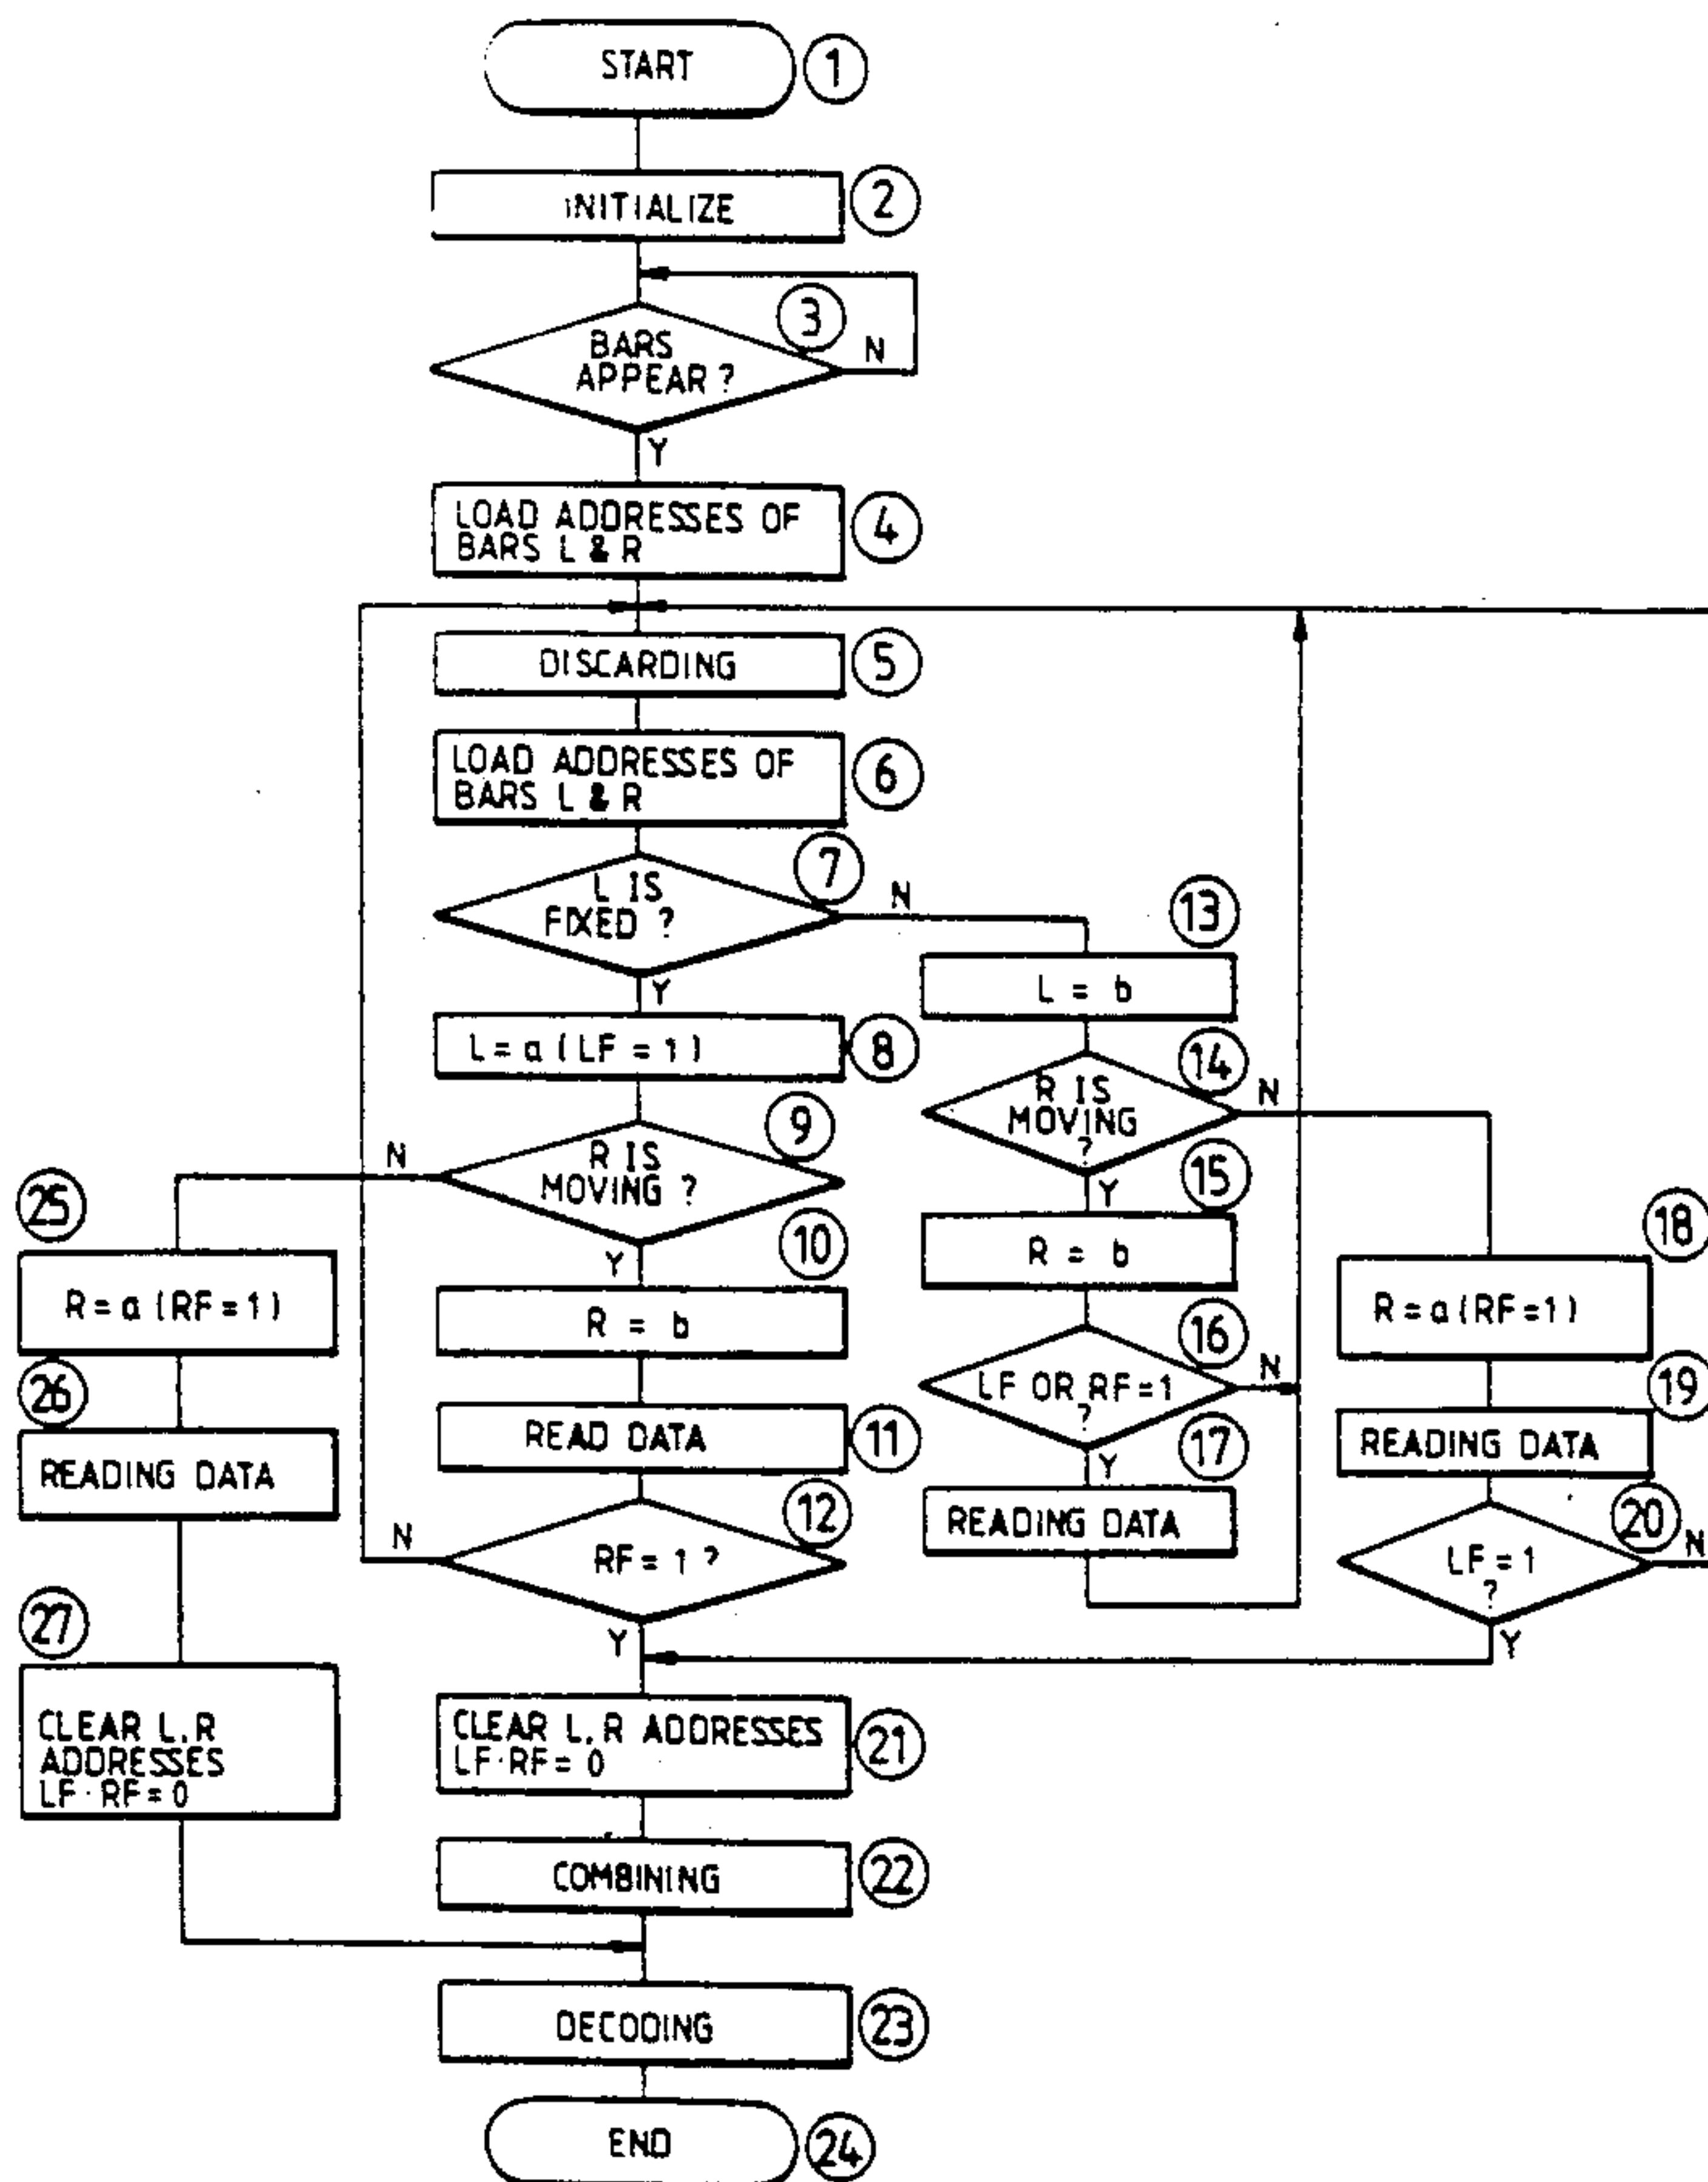 START
1
INITIALIZE
2
3
BARS
APPEAR ?
N
Y
LOAD ADDRESSES OF
BARS L & R
4
DISCARDING
5
LOAD ADDRESSES OF
BARS L & R
6
7
L IS
FIXED ?
N
Y
L = a ( LF = 1 )
8
9
R IS
MOVING ?
N
Y
10
R = b
READ DATA
11
12
RF = 1 ?
N
Y
13
L = b
14
R IS
MOVING
?
N
Y
15
R = b
16
LF OR RF = 1
?
N
Y
17
READING DATA
18
R = a ( RF = 1 )
19
READING DATA
20
LF = 1
?
N
Y
CLEAR L, R ADDRESSES
LF · RF = 0
21
COMBINING
22
DECODING
23
END
24
25
R = a ( RF = 1 )
26
READING DATA
27
CLEAR L, R
ADDRESSES
LF · RF = 0